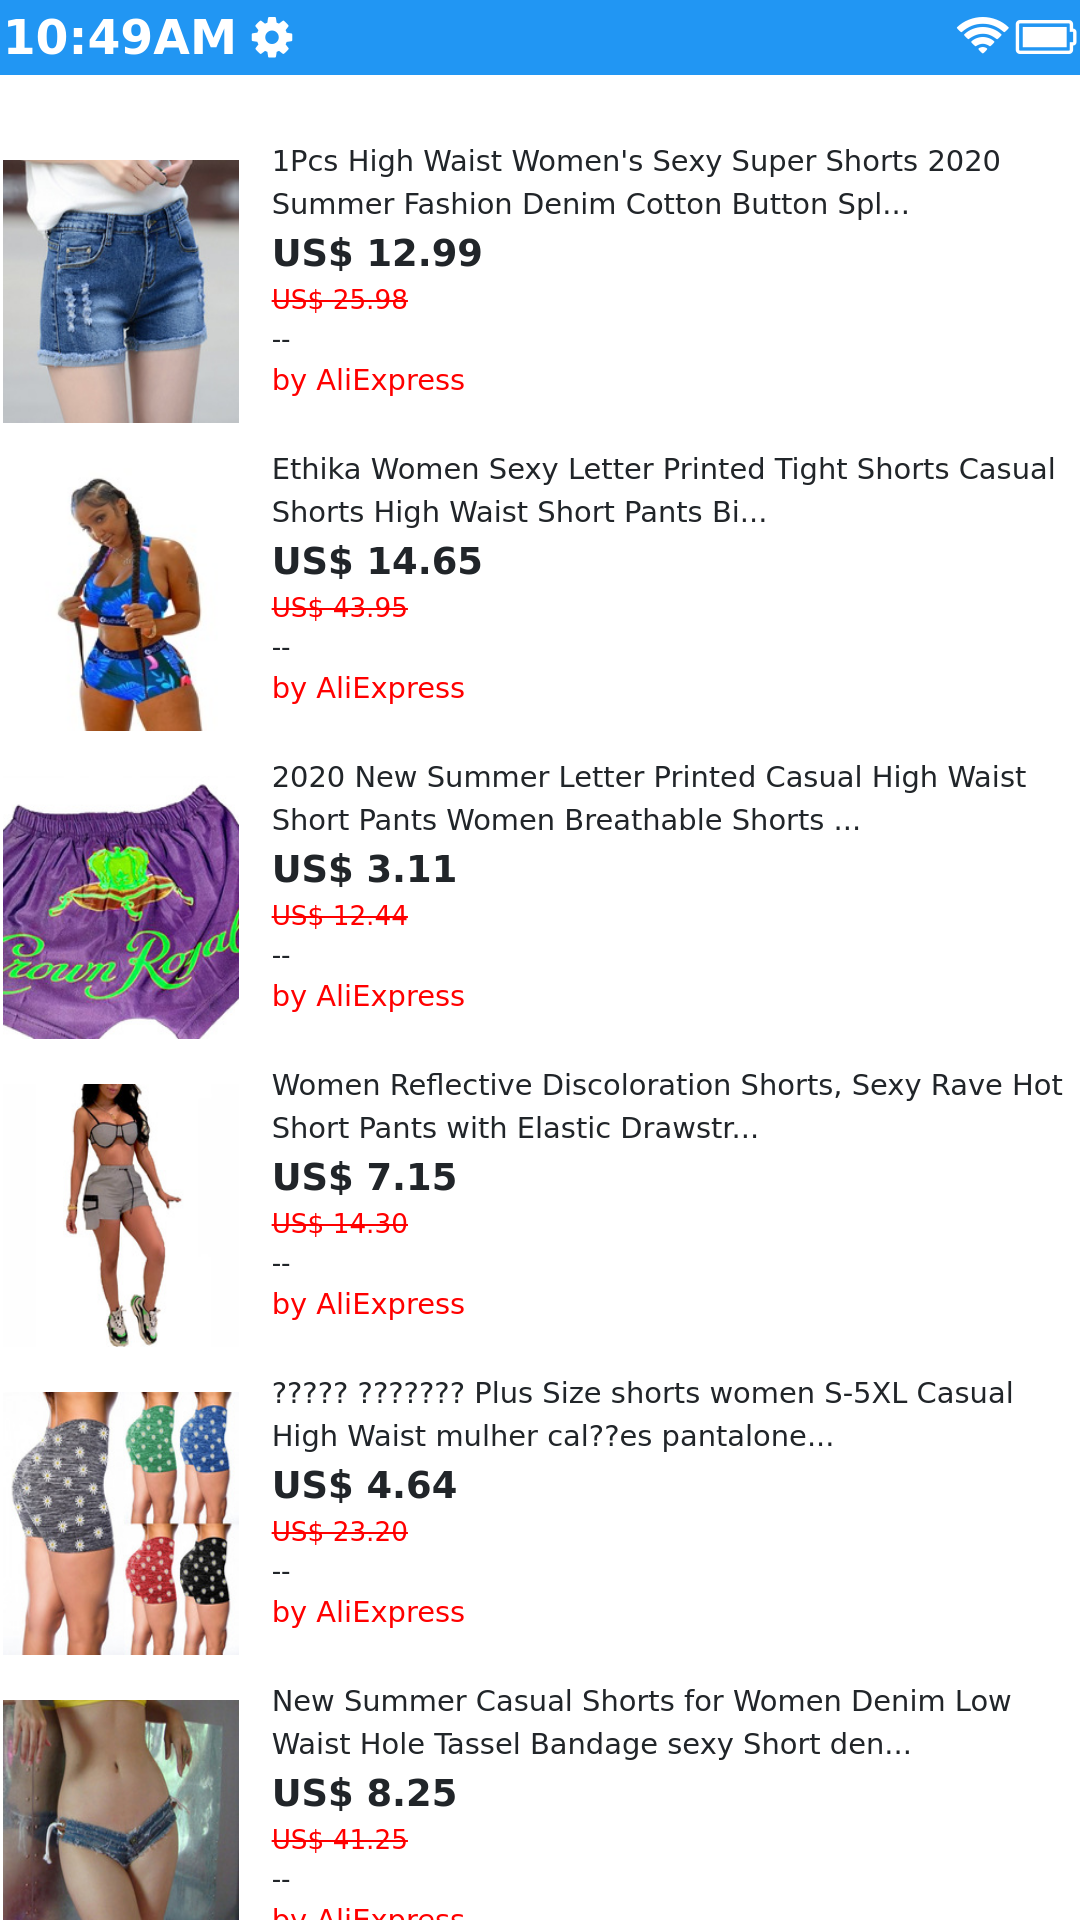 10:49AM
1Pcs High Waist Women's Sexy Super Shorts 2020
Summer Fashion Denim Cotton Button Spl...
US$ 12.99
US$ 25.98
--
by AliExpress
Ethika Women Sexy Letter Printed Tight Shorts Casual
Shorts High Waist Short Pants Bi...
US$ 14.65
US$ 43.95
--
by AliExpress
2020 New Summer Letter Printed Casual High Waist
Short Pants Women Breathable Shorts ...
US$ 3.11
US$ 12.44
--
by AliExpress
Crown Royal
Women Reflective Discoloration Shorts, Sexy Rave Hot
Short Pants with Elastic Drawstr...
US$ 7.15
US$ 14.30
--
by AliExpress
????? ??????? Plus Size shorts women S-5XL Casual
High Waist mulher cal??es pantalone...
US$ 4.64
US$ 23.20
--
by AliExpress
New Summer Casual Shorts for Women Denim Low
Waist Hole Tassel Bandage sexy Short den...
US$ 8.25
US$ 41.25
--
by AliExpress